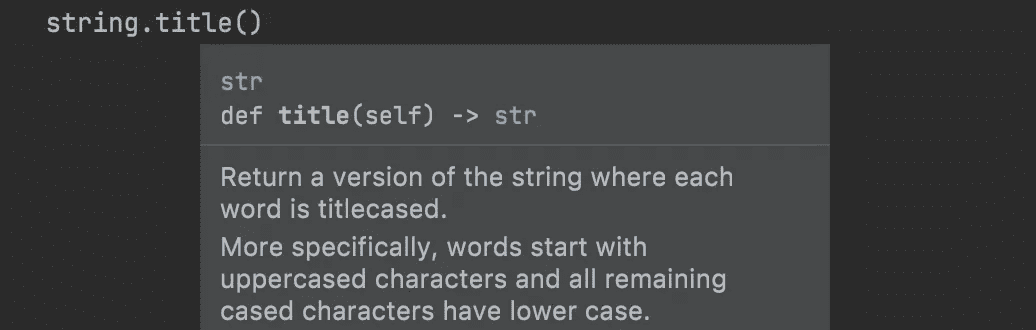 string.title()
str
def title(self) -> str
Return a version of the string where each
word is titlecased.
More specifically, words start with
uppercased characters and all remaining
cased characters have lower case.